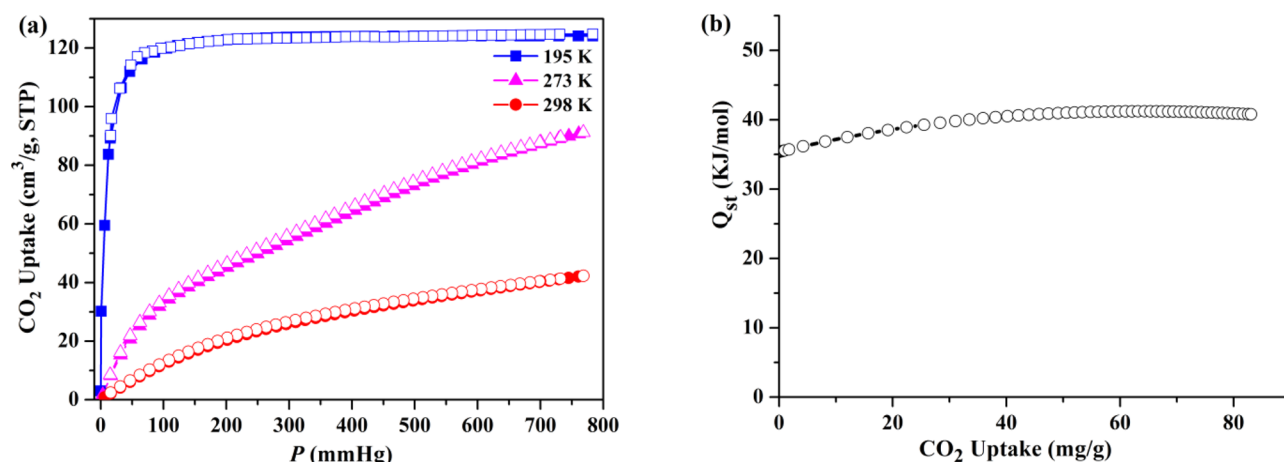 (a)
CO2 Uptake (cm3/g, STP)
120
100
80
60
40
20
0
195 K
273 K
298 K
0 100 200 300 400 500 600 700 800
P (mmHg)
(b)
Qst (KJ/mol)
50
40
30
20
10
0
0 20 40 60 80
CO2 Uptake (mg/g)